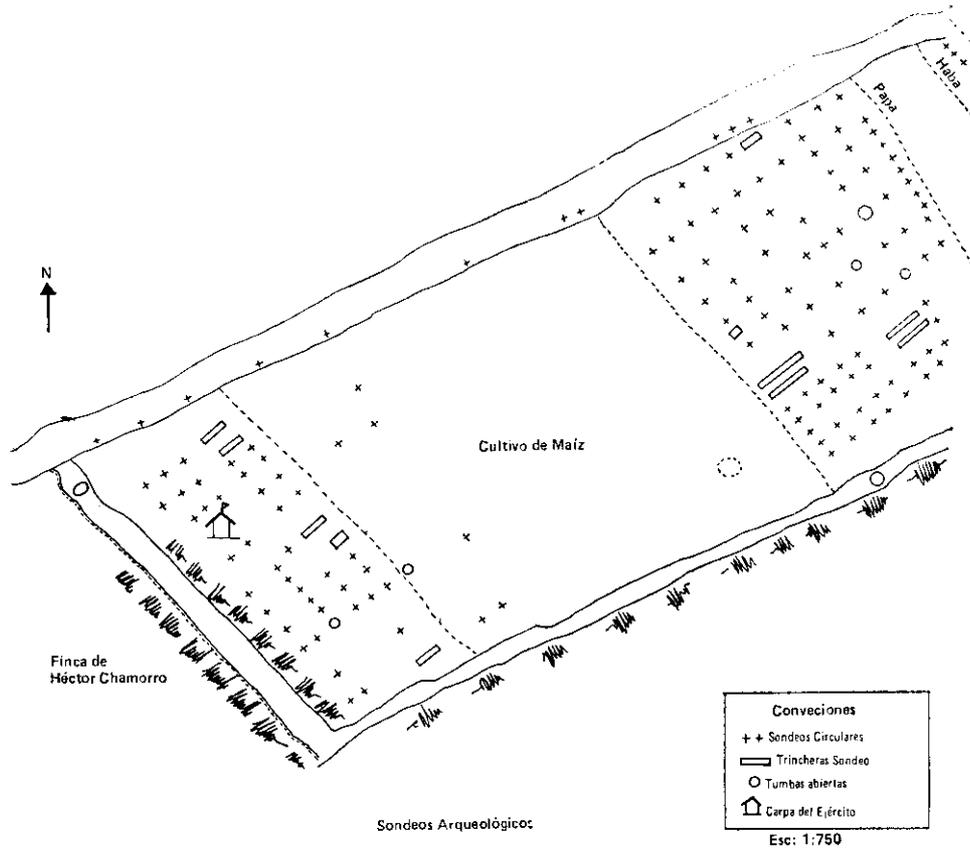 Haba
Papa
N
Cultivo de Maíz
Finca de
Héctor Chamorro
Conveciones
++ Sondeos Circulares
Trincheras Sondeo
Tumbas abiertas
Carpa del Ejército
Sondeos Arqueológicos
Esc: 1:750